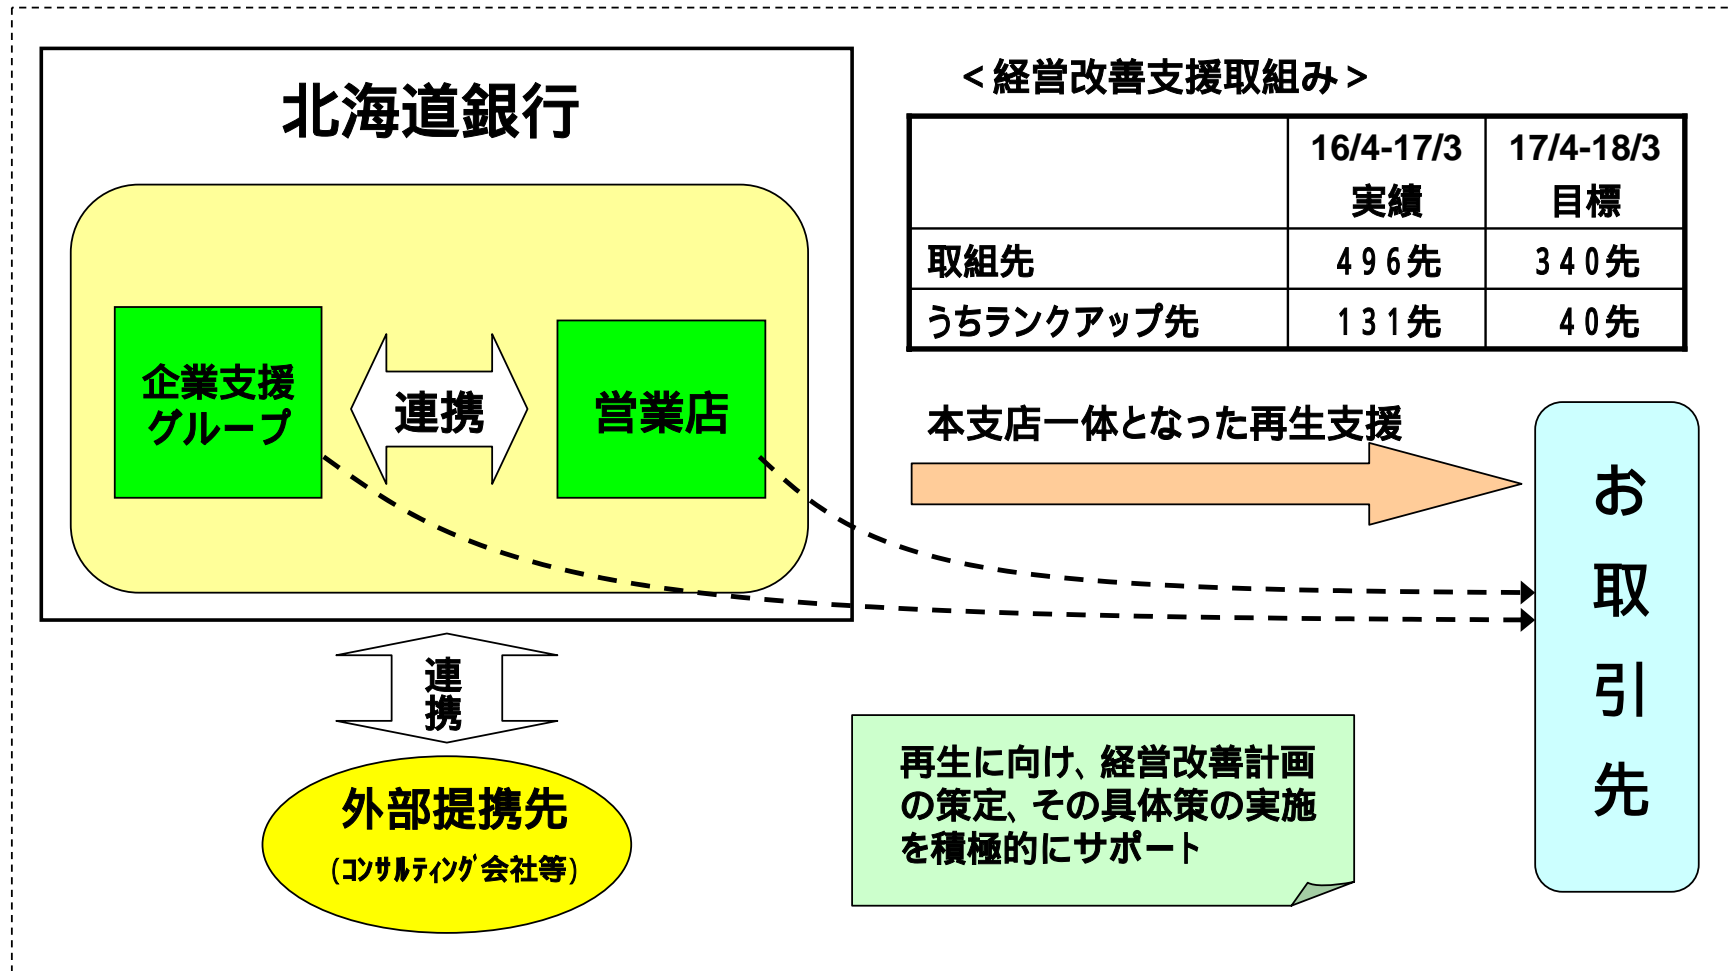 北海道銀行
企業支援
グループ
連携
営業店
連
携
外部提携先
(ｺﾝｻﾙﾃｨﾝｸﾞ会社等)
＜経営改善支援取組み＞
16/4-17/3 17/4-18/3
実績 目標
取組先 ４９６先 ３４０先
うちランクアップ先 １３１先 ４０先
本支店一体となった再生支援
お
取
引
先
再生に向け、経営改善計画
の策定、その具体策の実施
を積極的にサポート